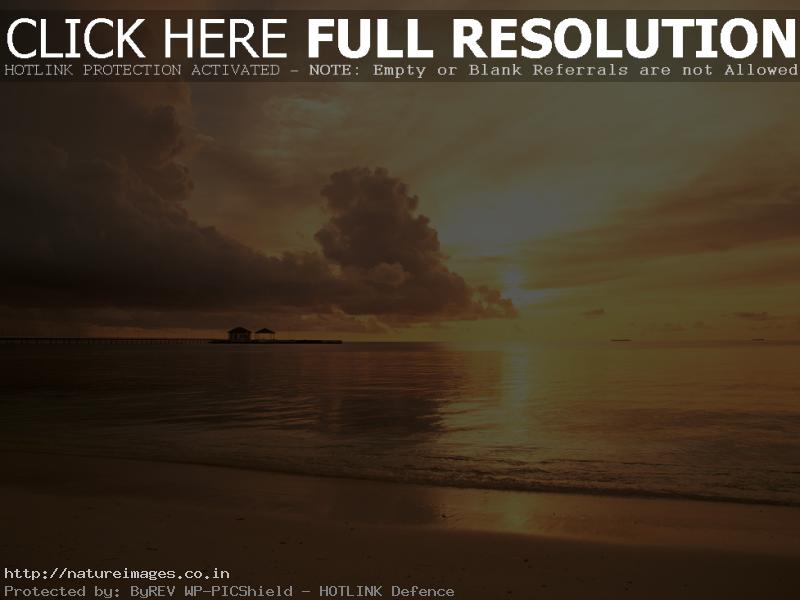 CLICK HERE FULL RESOLUTION
HOTLINK PROTECTION ACTIVATED - NOTE: Empty or Blank Referrals are not Allowed
http://natureimages.co.in
Protected by: ByREV WP-PICShield - HOTLINK Defence